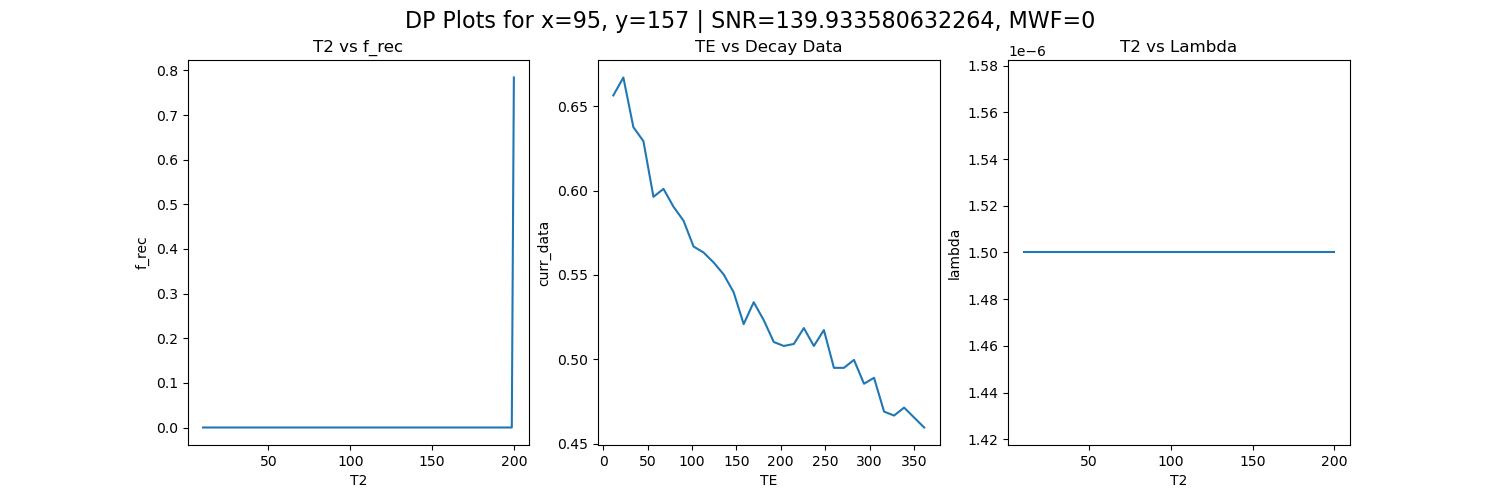 DP Plots for x=95, y=157 | SNR=139.933580632264, MWF=0
T2 vs f_rec
0.8
0.7
0.6
0.5
0.4
0.3
0.2
0.1
0.0
f_rec
50 100 150 200
T2
TE vs Decay Data
0.65
0.60
0.55
0.50
0.45
curr_data
0 50 100 150 200 250 300 350
TE
T2 vs Lambda
1e−6
1.58
1.56
1.54
1.52
1.50
1.48
1.46
1.44
1.42
lambda
50 100 150 200
T2